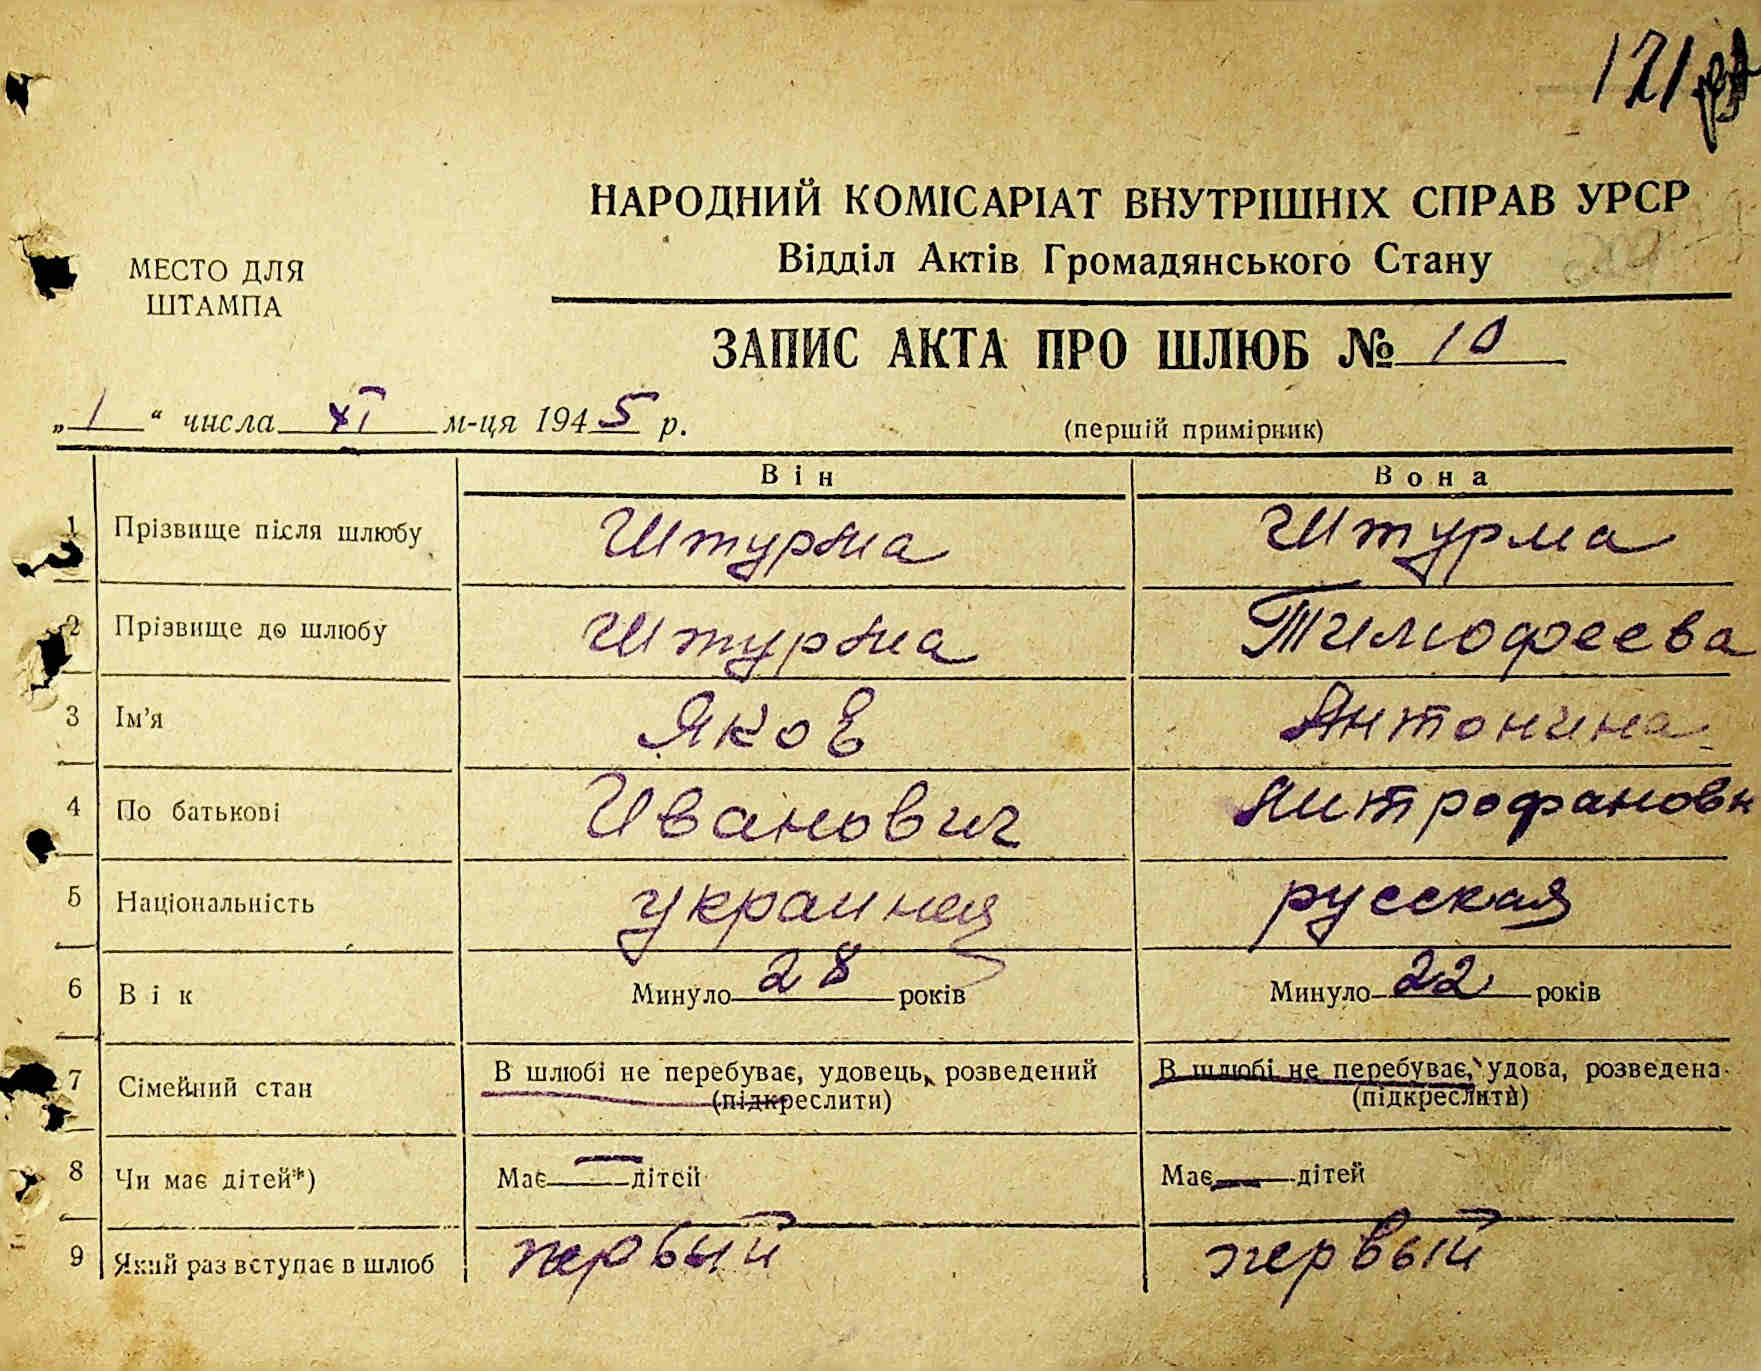 121
НАРОДНИЙ КОМІСАРІАТ ВНУТРІШНІХ СПРАВ УРСР
Відділ Актів Громадянського Стану
МЕСТО ДЛЯ
ШТАМПА
ЗАПИС АКТА ПРО ШЛЮБ № 10
„1“ числа XI м-ця 1945 р.
(першій примірник)
Він Вона
1 Прізвище після шлюбу Штурма Штурма
2 Прізвище до шлюбу Штурма Тимофеева
3 Ім'я Яков Антонина
4 По батькові Иванович Митрофановн
5 Національність украинец русская
6 Вік Минуло 28 років Минуло 22 років
7 Сімейний стан В шлюбі не перебуває, удовець, розведений В шлюбі не перебуває, удова, розведена
(підкреслити) (підкреслити)
8 Чи має дітей*) Має — дітей Має — дітей
9 Який раз вступає в шлюб первый первый